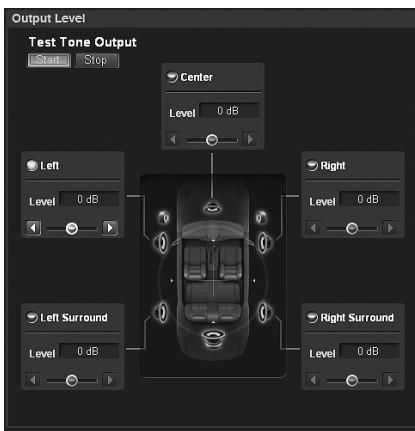 Output Level
Test Tone Output
Start Stop
Center
Level 0 dB
Left
Level 0 dB
Right
Level 0 dB
Left Surround
Level 0 dB
Right Surround
Level 0 dB